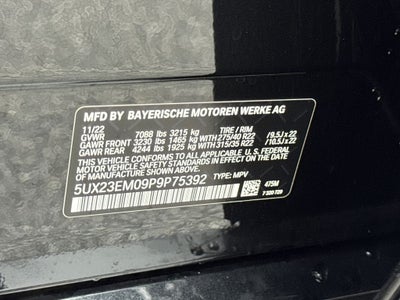 MFD BY BAYERISCHE MOTOREN WERKE AG
11/22 TIRE / RIM
GVWR 7088 lbs 3215 kg
GAWR FRONT 3230 lbs 1465 kg WITH 275/40 R22 / 9.5J x 22
GAWR REAR 4244 lbs 1925 kg WITH 315/35 R22 / 10.5J x 22
THIS VEHICLE CONFORMS TO ALL APPLICABLE U.S. FEDERAL
MOTOR VEHICLE SAFETY STANDARDS IN EFFECT ON THE
DATE OF MANUFACTURE SHOWN ABOVE.
5UX23EM09P9P75392 TYPE: MPV
475M